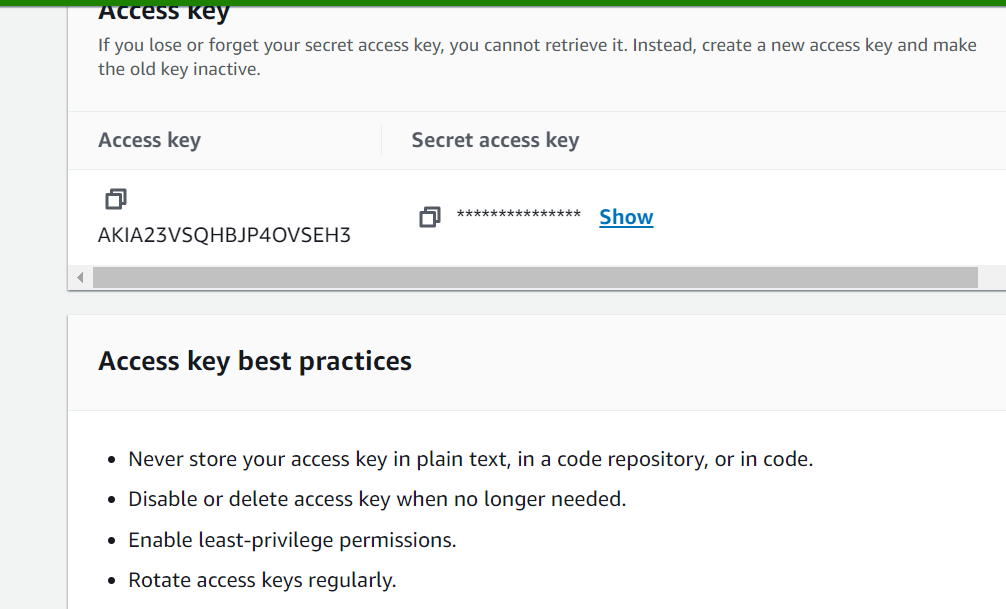 Access key
If you lose or forget your secret access key, you cannot retrieve it. Instead, create a new access key and make
the old key inactive.
Access key
Secret access key
AKIA23VSQHBJP4OVSEH3
*************** Show
Access key best practices
• Never store your access key in plain text, in a code repository, or in code.
• Disable or delete access key when no longer needed.
• Enable least-privilege permissions.
• Rotate access keys regularly.